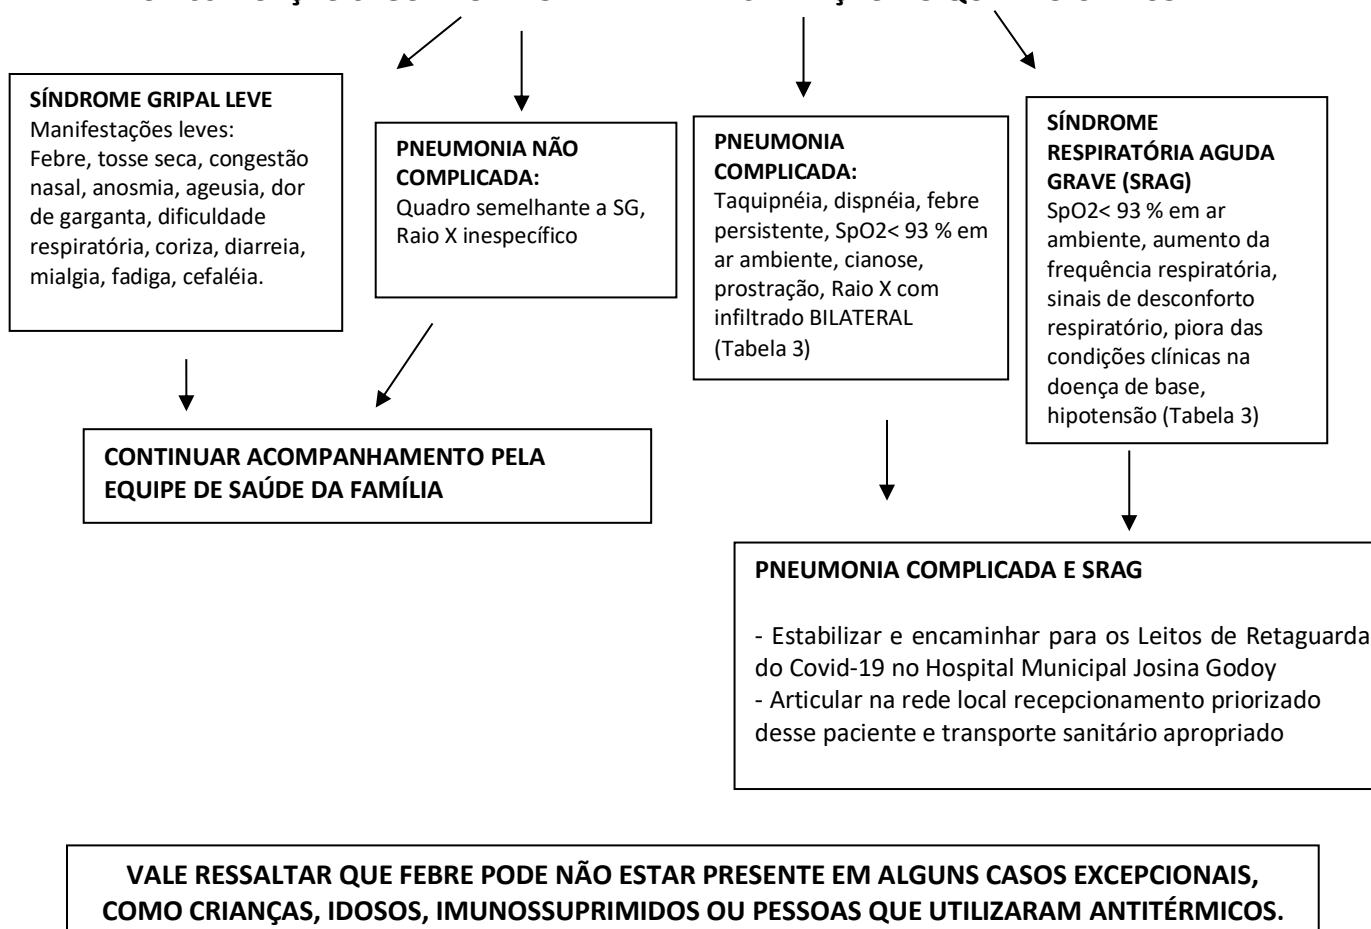 SÍNDROME GRIPAL LEVE
Manifestações leves:
Febre, tosse seca, congestão
nasal, anosmia, ageusia, dor
de garganta, dificuldade
respiratória, coriza, diarreia,
mialgia, fadiga, cefaléia.
PNEUMONIA NÃO
COMPLICADA:
Quadro semelhante a SG,
Raio X inespecífico
PNEUMONIA
COMPLICADA:
Taquipnéia, dispnéia, febre
persistente, SpO2< 93 % em
ar ambiente, cianose,
prostração, Raio X com
infiltrado BILATERAL
(Tabela 3)
SÍNDROME
RESPIRATÓRIA AGUDA
GRAVE (SRAG)
SpO2< 93 % em ar
ambiente, aumento da
frequência respiratória,
sinais de desconforto
respiratório, piora das
condições clínicas na
doença de base,
hipotensão (Tabela 3)
CONTINUAR ACOMPANHAMENTO PELA
EQUIPE DE SAÚDE DA FAMÍLIA
PNEUMONIA COMPLICADA E SRAG
- Estabilizar e encaminhar para os Leitos de Retaguarda
do Covid-19 no Hospital Municipal Josina Godoy
- Articular na rede local recepcionamento priorizado
desse paciente e transporte sanitário apropriado
VALE RESSALTAR QUE FEBRE PODE NÃO ESTAR PRESENTE EM ALGUNS CASOS EXCEPCIONAIS,
COMO CRIANÇAS, IDOSOS, IMUNOSSUPRIMIDOS OU PESSOAS QUE UTILIZARAM ANTITÉRMICOS.